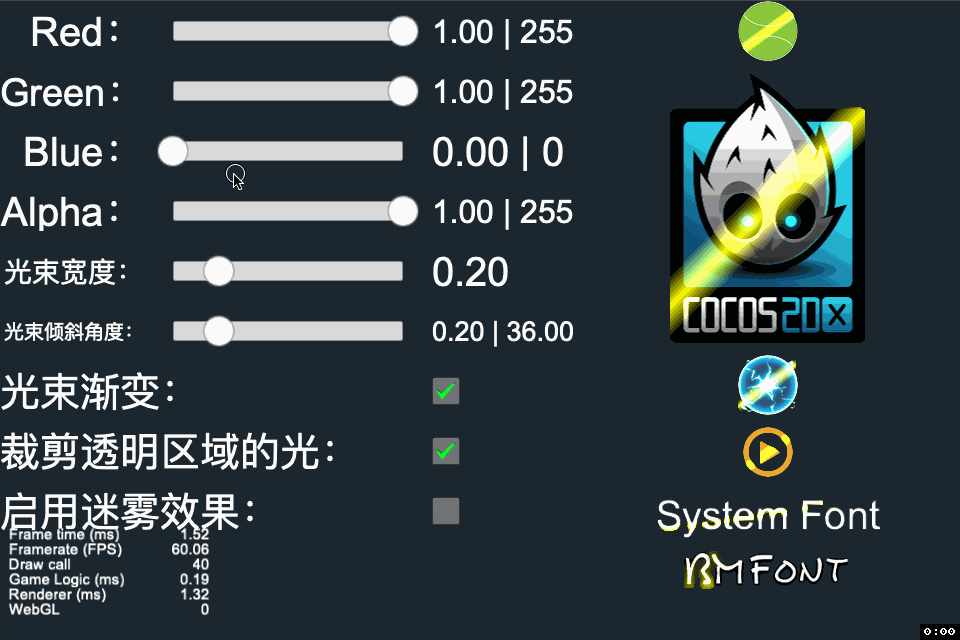 Red： 1.00 | 255
Green： 1.00 | 255
Blue： 0.00 | 0
Alpha： 1.00 | 255
光束宽度： 0.20
光束倾斜角度： 0.20 | 36.00
光束渐变：
裁剪透明区域的光：
启用迷雾效果：
Frame time (ms) 1.52
Framerate (FPS) 60.06
Draw call 40
Game Logic (ms) 0.19
Renderer (ms) 1.32
WebGL 0
COCOS2DX
System Font
BMFONT
0:00